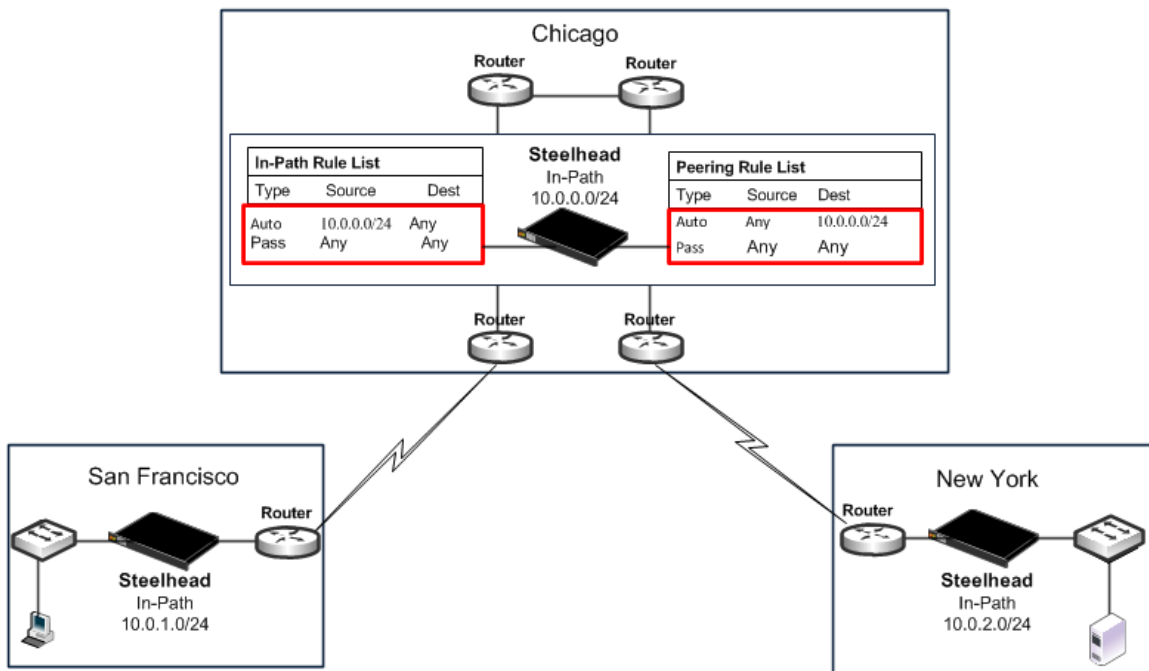 Chicago
Router
Router
In-Path Rule List
Type Source Dest
Auto 10.0.0.0/24 Any
Pass Any Any
Steelhead
In-Path
10.0.0.0/24
Peering Rule List
Type Source Dest
Auto Any 10.0.0.0/24
Pass Any Any
Router
Router
San Francisco
Router
Steelhead
In-Path
10.0.1.0/24
New York
Router
Steelhead
In-Path
10.0.2.0/24